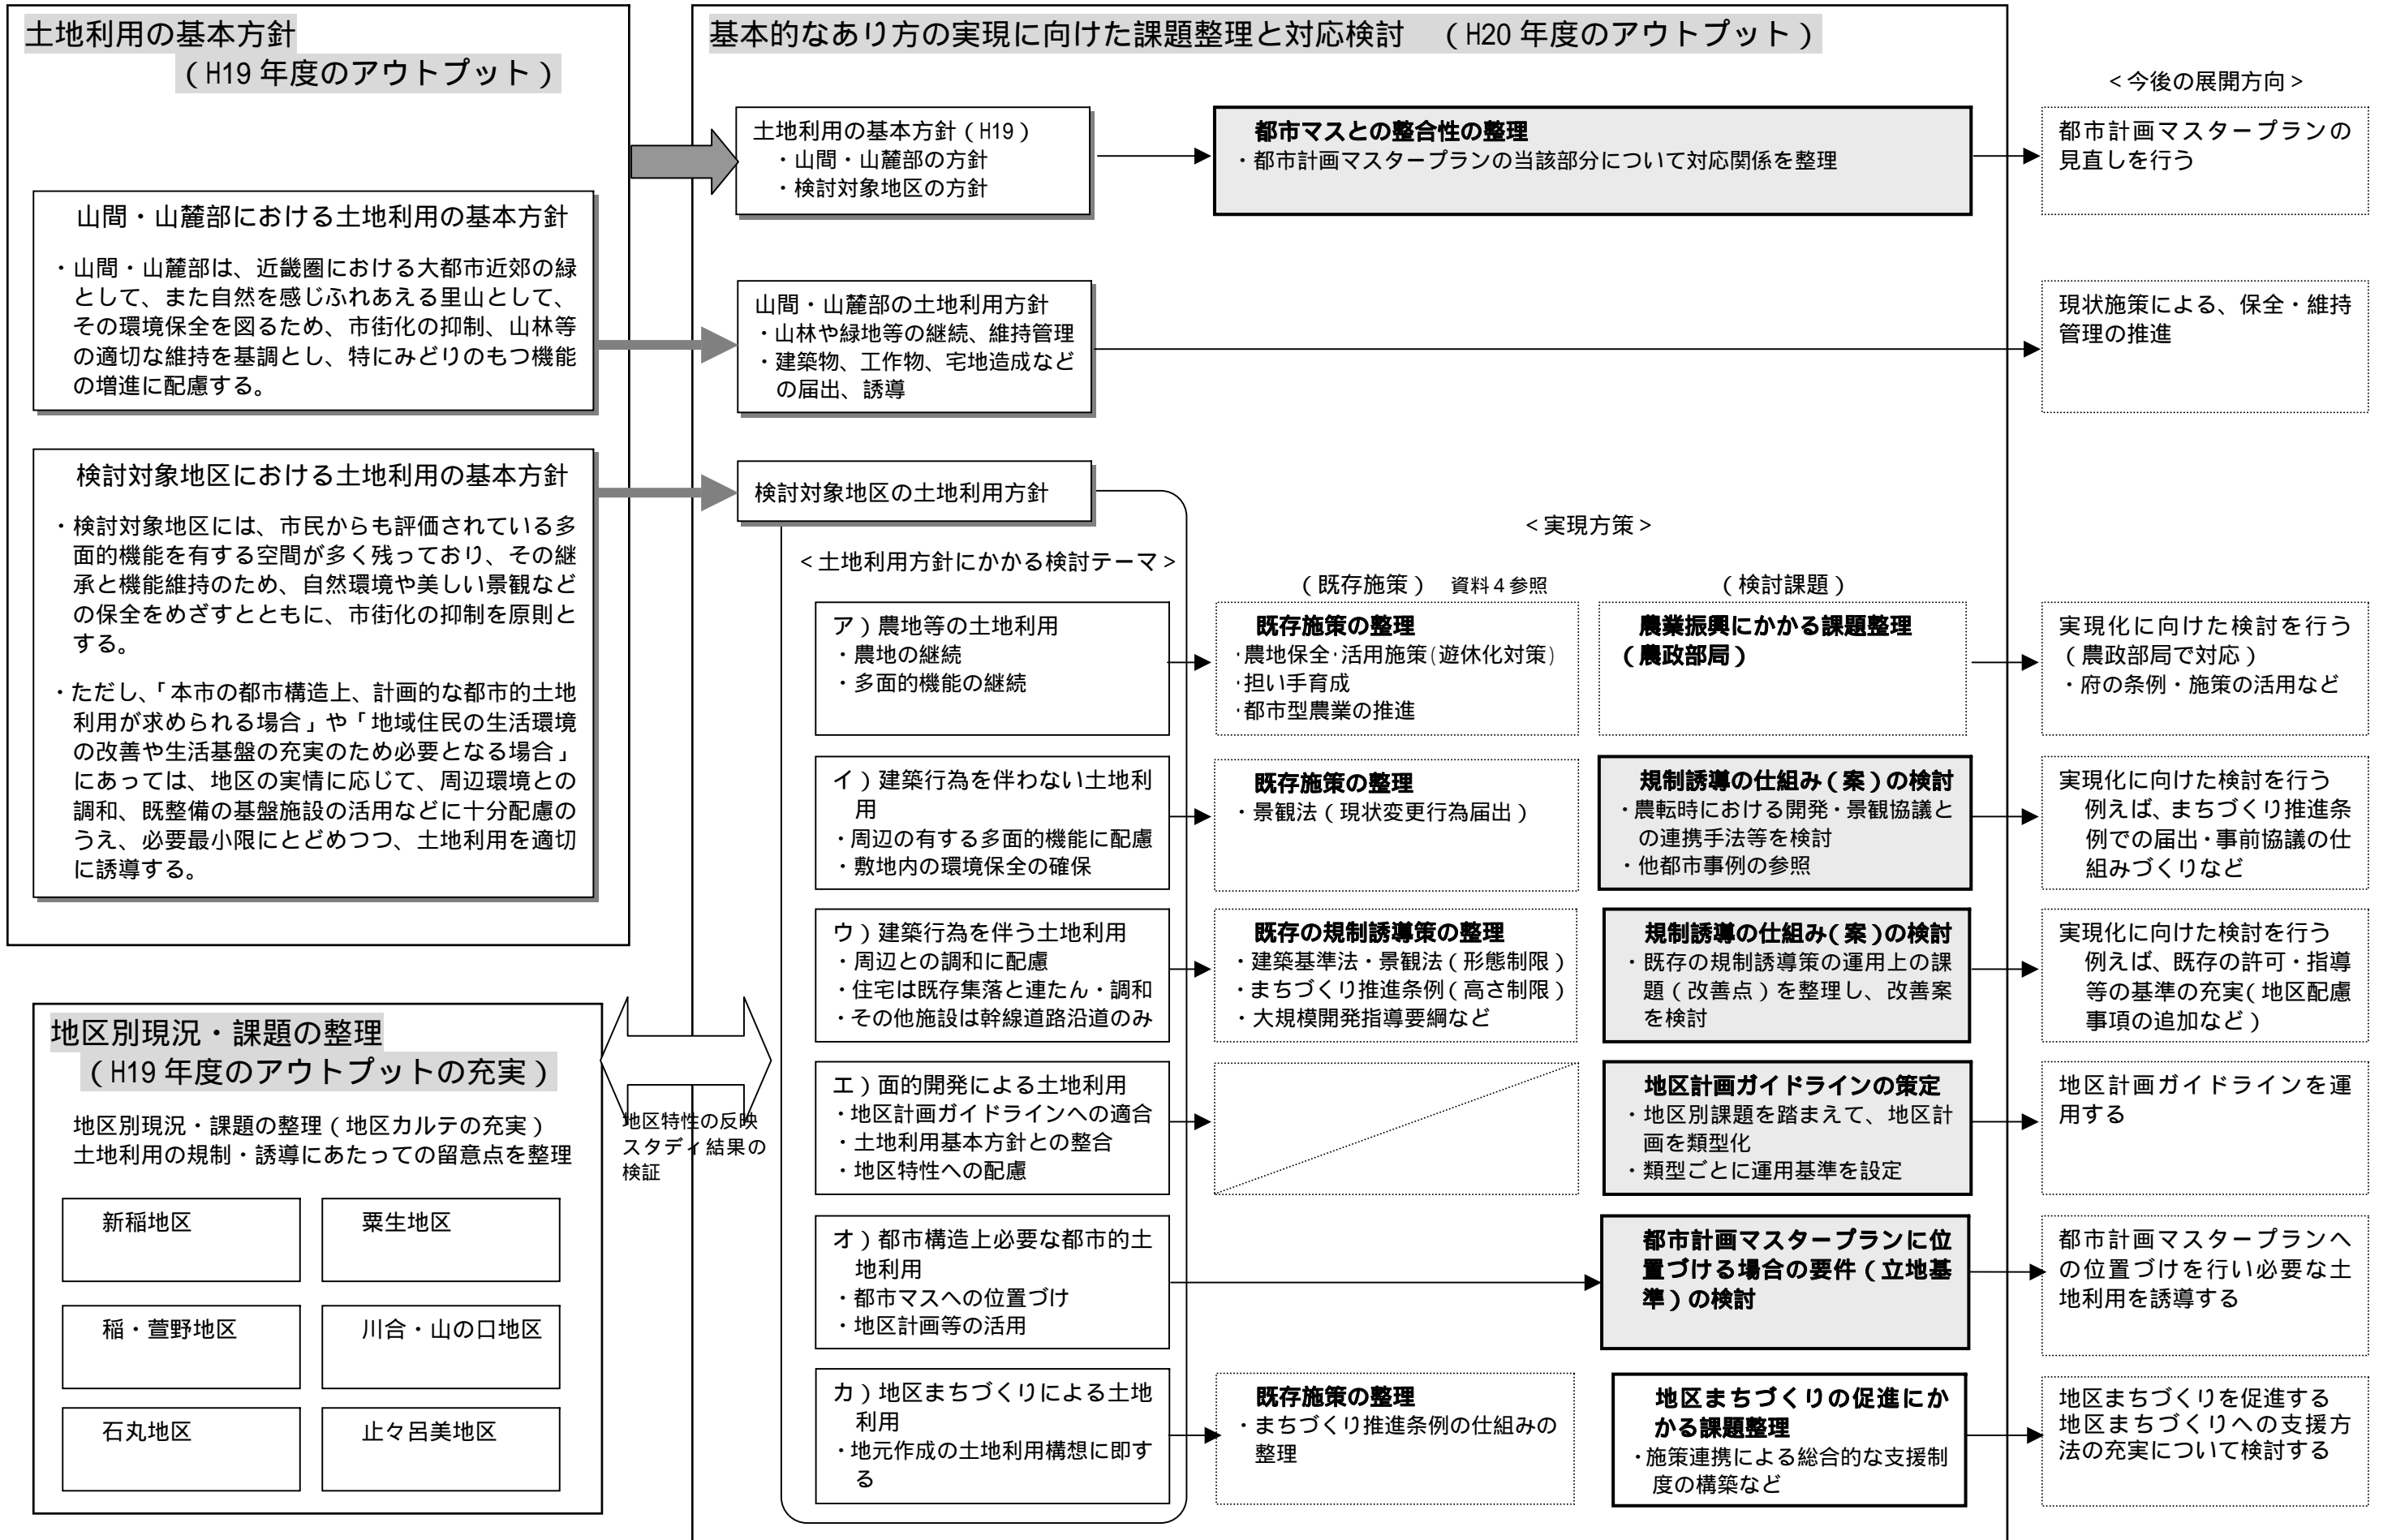 土地利用の基本方針
（H19 年度のアウトプット）
山間・山麓部における土地利用の基本方針
・山間・山麓部は、近畿圏における大都市近郊の緑
として、また自然を感じふれあえる里山として、
その環境保全を図るため、市街化の抑制、山林等
の適切な維持を基調とし、特にみどりのもつ機能
の増進に配慮する。
検討対象地区における土地利用の基本方針
・検討対象地区には、市民からも評価されている多
面的機能を有する空間が多く残っており、その継
承と機能維持のため、自然環境や美しい景観など
の保全をめざすとともに、市街化の抑制を原則と
する。
・ただし、「本市の都市構造上、計画的な都市的土地
利用が求められる場合」や「地域住民の生活環境
の改善や生活基盤の充実のため必要となる場合」
にあっては、地区の実情に応じて、周辺環境との
調和、既整備の基盤施設の活用などに十分配慮の
うえ、必要最小限にとどめつつ、土地利用を適切
に誘導する。
地区別現況・課題の整理
（H19 年度のアウトプットの充実）
地区別現況・課題の整理（地区カルテの充実）
土地利用の規制・誘導にあたっての留意点を整理
新稲地区
粟生地区
稲・萱野地区
川合・山の口地区
石丸地区
止々呂美地区
地区特性の反映
スタディ結果の
検証
基本的なあり方の実現に向けた課題整理と対応検討　（H20 年度のアウトプット）
土地利用の基本方針（H19）
・山間・山麓部の方針
・検討対象地区の方針
都市マスとの整合性の整理
・都市計画マスタープランの当該部分について対応関係を整理
＜今後の展開方向＞
都市計画マスタープランの
見直しを行う
山間・山麓部の土地利用方針
・山林や緑地等の継続、維持管理
・建築物、工作物、宅地造成など
の届出、誘導
現状施策による、保全・維持
管理の推進
検討対象地区の土地利用方針
＜土地利用方針にかかる検討テーマ＞
＜実現方策＞
（既存施策）　資料４参照
（検討課題）
ア）農地等の土地利用
・農地の継続
・多面的機能の継続
既存施策の整理
・農地保全・活用施策（遊休化対策）
・担い手育成
・都市型農業の推進
農業振興にかかる課題整理
（農政部局）
実現化に向けた検討を行う
（農政部局で対応）
・府の条例・施策の活用など
イ）建築行為を伴わない土地利
用
・周辺の有する多面的機能に配慮
・敷地内の環境保全の確保
既存施策の整理
・景観法（現状変更行為届出）
規制誘導の仕組み（案）の検討
・農転時における開発・景観協議と
の連携手法等を検討
・他都市事例の参照
実現化に向けた検討を行う
例えば、まちづくり推進条
例での届出・事前協議の仕
組みづくりなど
ウ）建築行為を伴う土地利用
・周辺との調和に配慮
・住宅は既存集落と連たん・調和
・その他施設は幹線道路沿道のみ
既存の規制誘導策の整理
・建築基準法・景観法（形態制限）
・まちづくり推進条例（高さ制限）
・大規模開発指導要綱など
規制誘導の仕組み（案）の検討
・既存の規制誘導策の運用上の課
題（改善点）を整理し、改善案
を検討
実現化に向けた検討を行う
例えば、既存の許可・指導
等の基準の充実（地区配慮
事項の追加など）
エ）面的開発による土地利用
・地区計画ガイドラインへの適合
・土地利用基本方針との整合
・地区特性への配慮
地区計画ガイドラインの策定
・地区別課題を踏まえて、地区計
画を類型化
・類型ごとに運用基準を設定
地区計画ガイドラインを運
用する
オ）都市構造上必要な都市的土
地利用
・都市マスへの位置づけ
・地区計画等の活用
都市計画マスタープランに位
置づける場合の要件（立地基
準）の検討
都市計画マスタープランへ
の位置づけを行い必要な土
地利用を誘導する
カ）地区まちづくりによる土地
利用
・地元作成の土地利用構想に即す
る
既存施策の整理
・まちづくり推進条例の仕組みの
整理
地区まちづくりの促進にか
かる課題整理
・施策連携による総合的な支援制
度の構築など
地区まちづくりを促進する
地区まちづくりへの支援方
法の充実について検討する